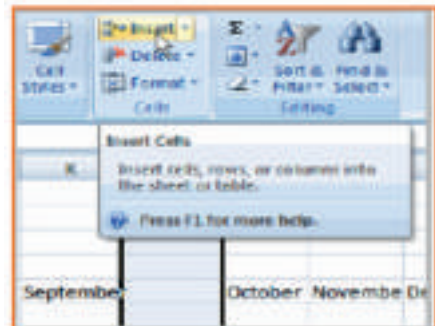 Insert
Delete
Format
Cell
Styles
Cells
Sort &
Filter
Find &
Select
Editing
Insert Cells
Insert cells, rows, or columns into
the sheet or table.
Press F1 for more help.
K
September October Novembe De